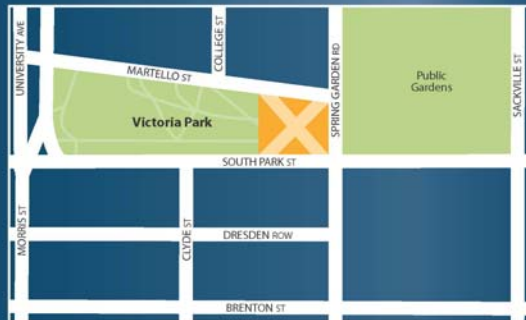 UNIVERSITY AVE
COLLEGE ST
MARTELLO ST
SPRING GARDEN RD
Public
Gardens
SACKVILLE ST
Victoria Park
SOUTH PARK ST
MORRIS ST
CLYDE ST
DRESDEN ROW
BRENTON ST